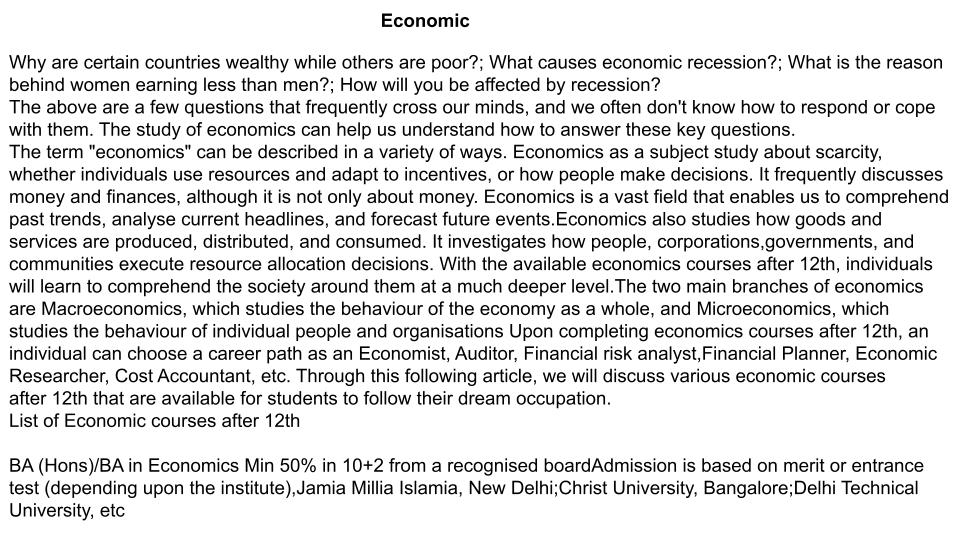 Economic
Why are certain countries wealthy while others are poor?; What causes economic recession?; What is the reason
behind women earning less than men?; How will you be affected by recession?
The above are a few questions that frequently cross our minds, and we often don't know how to respond or cope
with them. The study of economics can help us understand how to answer these key questions.
The term "economics" can be described in a variety of ways. Economics as a subject study about scarcity,
whether individuals use resources and adapt to incentives, or how people make decisions. It frequently discusses
money and finances, although it is not only about money. Economics is a vast field that enables us to comprehend
past trends, analyse current headlines, and forecast future events.Economics also studies how goods and
services are produced, distributed, and consumed. It investigates how people, corporations,governments, and
communities execute resource allocation decisions. With the available economics courses after 12th, individuals
will learn to comprehend the society around them at a much deeper level.The two main branches of economics
are Macroeconomics, which studies the behaviour of the economy as a whole, and Microeconomics, which
studies the behaviour of individual people and organisations Upon completing economics courses after 12th, an
individual can choose a career path as an Economist, Auditor, Financial risk analyst,Financial Planner, Economic
Researcher, Cost Accountant, etc. Through this following article, we will discuss various economic courses
after 12th that are available for students to follow their dream occupation.
List of Economic courses after 12th
BA (Hons)/BA in Economics Min 50% in 10+2 from a recognised boardAdmission is based on merit or entrance
test (depending upon the institute),Jamia Millia Islamia, New Delhi;Christ University, Bangalore;Delhi Technical
University, etc